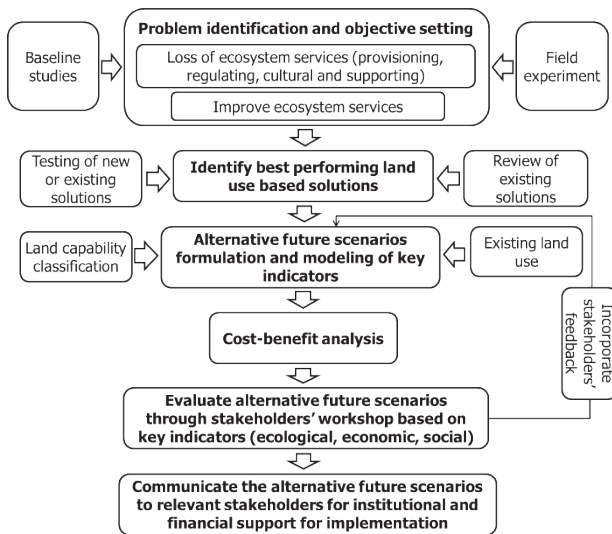 Problem identification and objective setting
Baseline
studies
Loss of ecosystem services (provisioning,
regulating, cultural and supporting)
Improve ecosystem services
Field
experiment
Testing of new
or existing
solutions
Identify best performing land
use based solutions
Review of
existing
solutions
Land capability
classification
Alternative future scenarios
formulation and modeling of key
indicators
Existing land
use
Cost-benefit analysis
Incorporate
stakeholders’
feedback
Evaluate alternative future scenarios
through stakeholders’ workshop based on
key indicators (ecological, economic, social)
Communicate the alternative future scenarios
to relevant stakeholders for institutional and
financial support for implementation